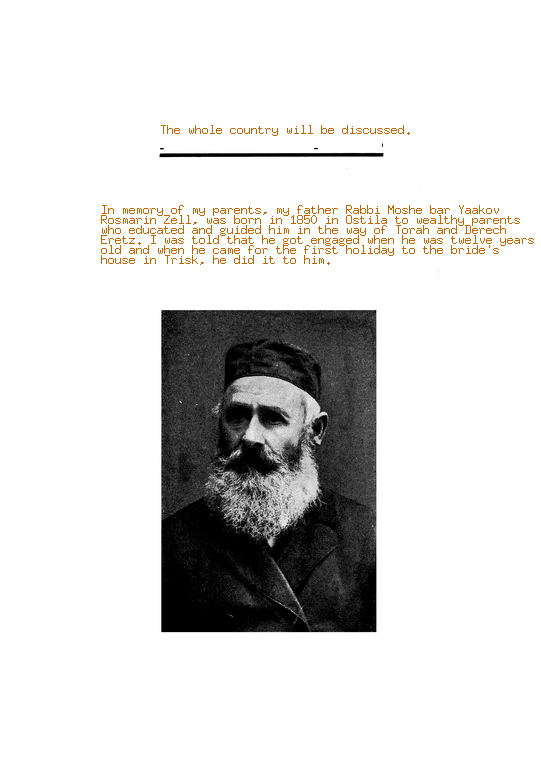 The whole country will be discussed.
In memory of my parents, my father Rabbi Moshe bar Yaakov
Rosmarin Zell, was born in 1850 in Ostila to wealthy parents
who educated and guided him in the way of Torah and Derech
Eretz. I was told that he got engaged when he was twelve years
old and when he came for the first holiday to the bride's
house in Trisk, he did it to him.